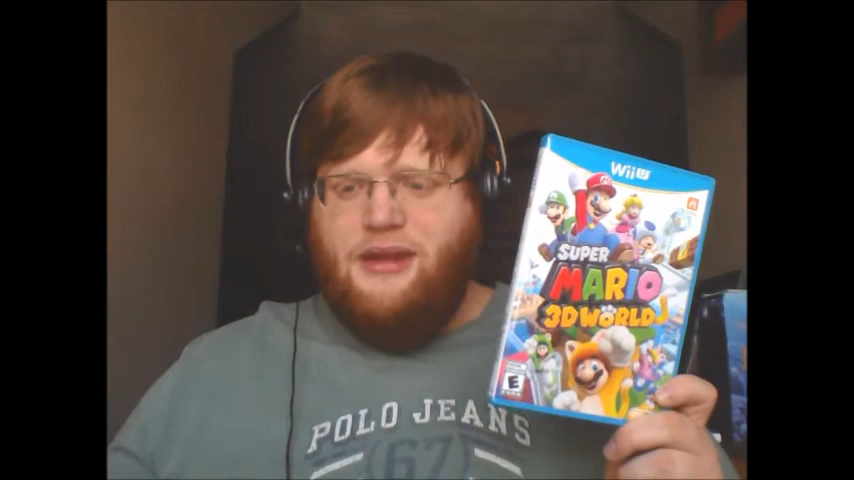 Wii U
SUPER
MARIO
3D WORLD
E
POLO JEANS
67